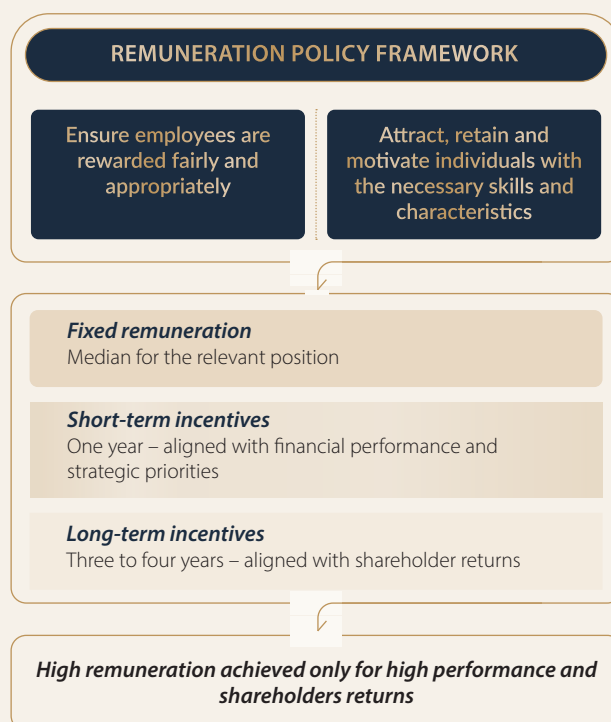 REMUNERATION POLICY FRAMEWORK
Ensure employees are
rewarded fairly and
appropriately
Attract, retain and
motivate individuals with
the necessary skills and
characteristics
Fixed remuneration
Median for the relevant position
Short-term incentives
One year – aligned with financial performance and
strategic priorities
Long-term incentives
Three to four years – aligned with shareholder returns
High remuneration achieved only for high performance and
shareholders returns